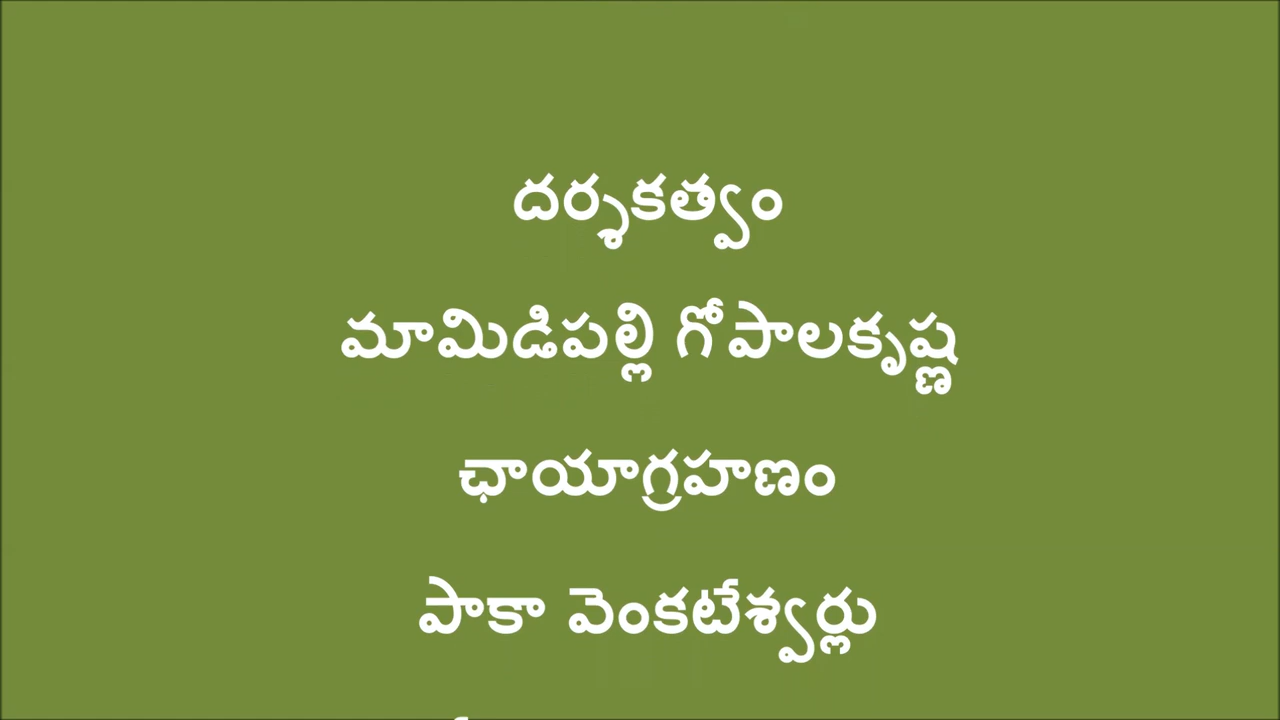 దర్శకత్వం
మామిడిపల్లి గోపాలకృష్ణ
ఛాయాగ్రహణం
పాకా వెంకటేశ్వర్లు